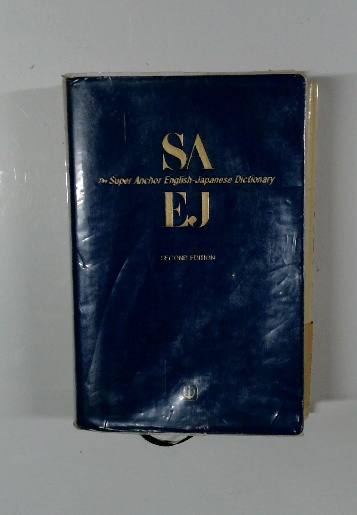 SA
The Super Anchor English-Japanese Dictionary
EJ
SECOND EDITION